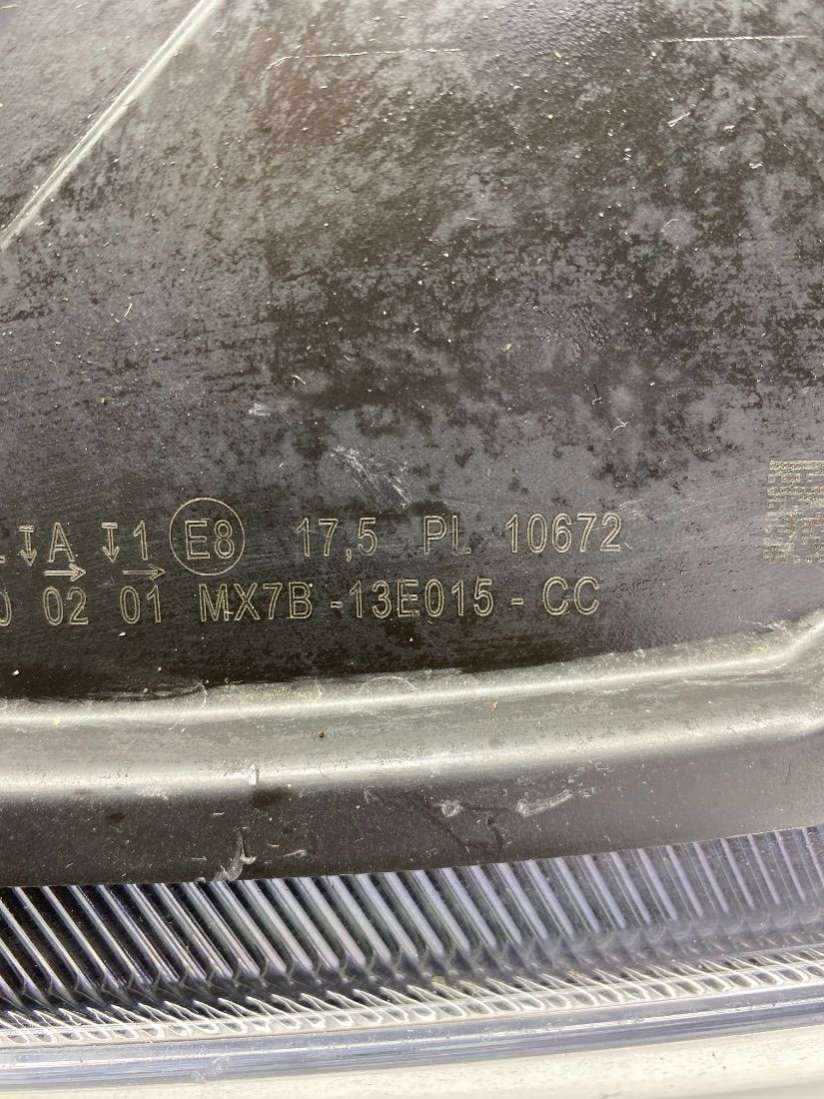 A 1 E8 17,5 PL 10672
02 01 MX7B -13E015 - CC